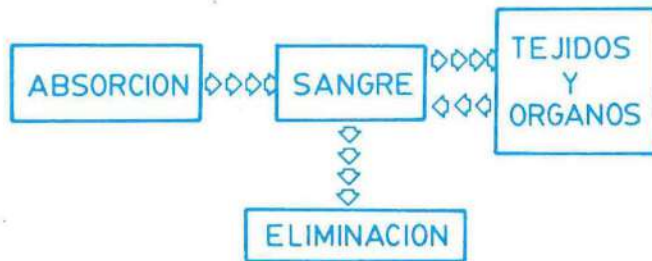 ABSORCION
SANGRE
TEJIDOS
Y
ORGANOS
ELIMINACION